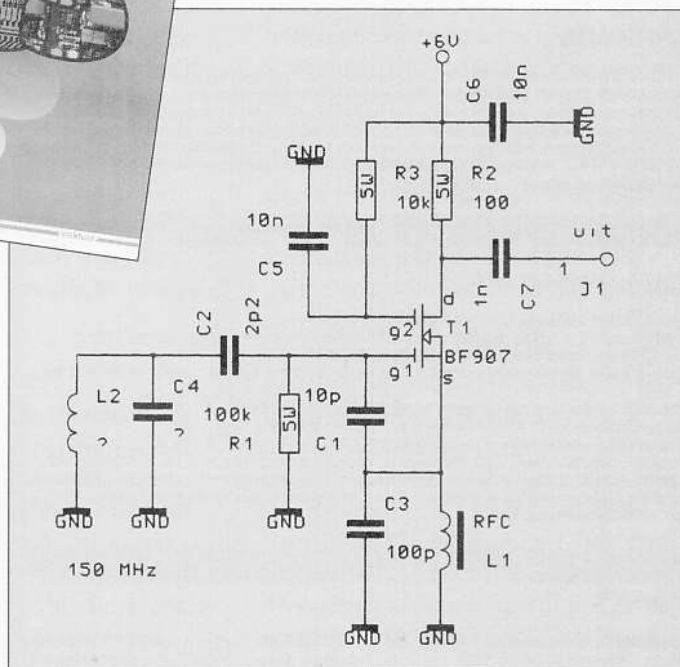 +6V
C6
10n
GND
GND
R3
10k
5W
5W
R2
100
10n
C5
uit
1n
C7
1
J1
C2
2p2
g2
d
T1
g1
BF907
s
L2
?
C4
?
100k
R1
5W
10p
C1
GND
GND
GND
C3
100p
RFC
L1
150 MHz
GND
GND